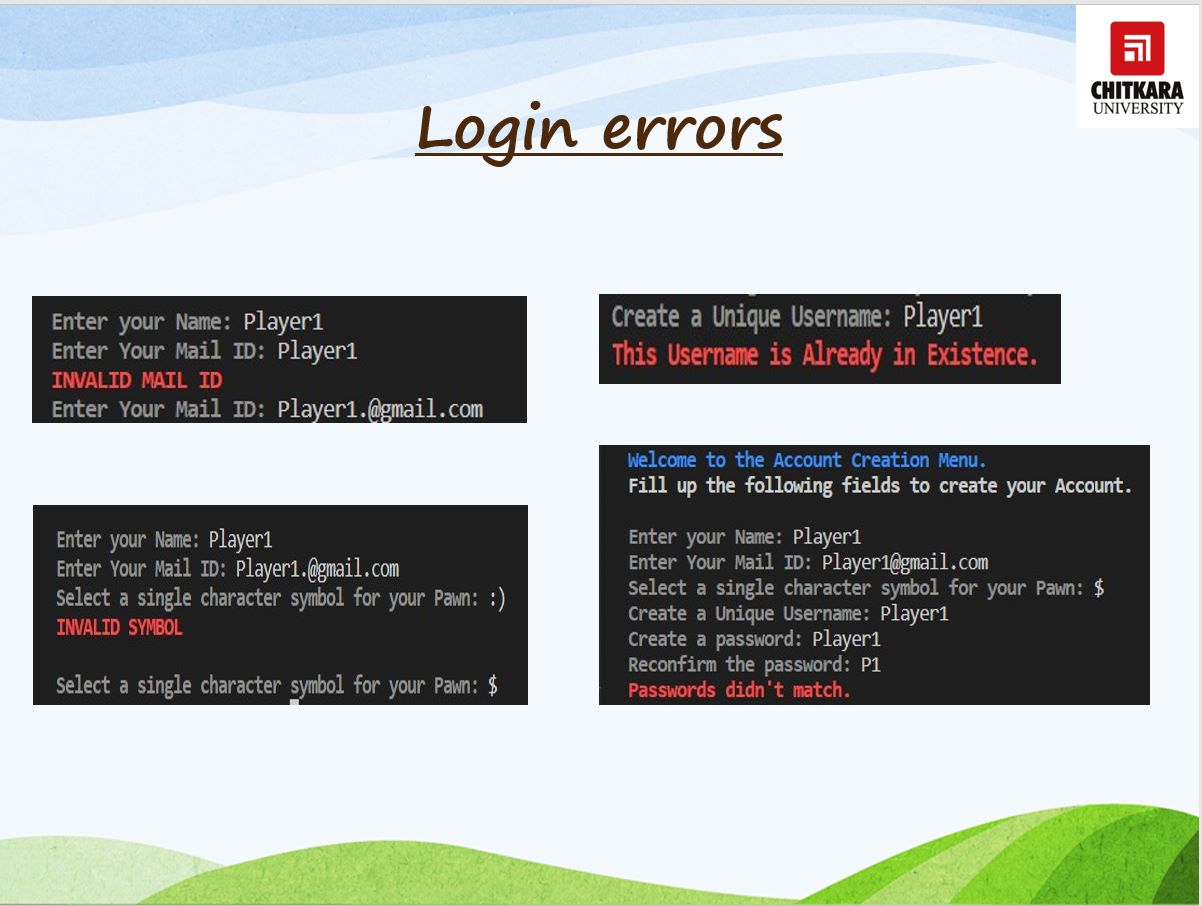 CHITKARA
UNIVERSITY
Login errors
Enter your Name: Player1
Enter Your Mail ID: Player1
INVALID MAIL ID
Enter Your Mail ID: Player1.@gmail.com
Create a Unique Username: Player1
This Username is Already in Existence.
Enter your Name: Player1
Enter Your Mail ID: Player1.@gmail.com
Select a single character symbol for your Pawn: :)
INVALID SYMBOL
Select a single character symbol for your Pawn: $
Welcome to the Account Creation Menu.
Fill up the following fields to create your Account.
Enter your Name: Player1
Enter Your Mail ID: Player1@gmail.com
Select a single character symbol for your Pawn: $
Create a Unique Username: Player1
Create a password: Player1
Reconfirm the password: P1
Passwords didn't match.